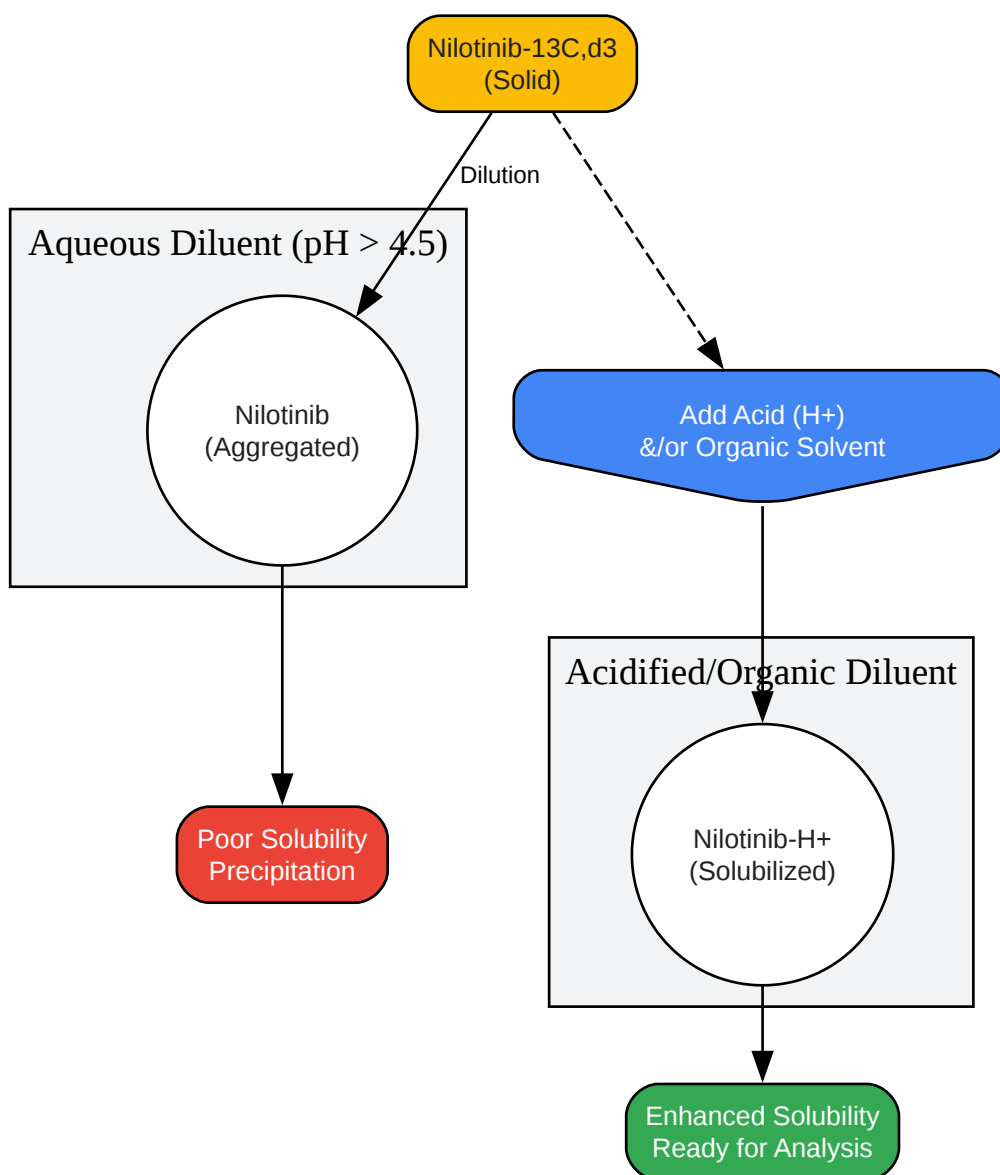 Nilotinib-13C,d3
(Solid)
Dilution
Aqueous Diluent (pH > 4.5)
Nilotinib
(Aggregated)
Poor Solubility
Precipitation
Add Acid (H+)
&/or Organic Solvent
Acidified/Organic Diluent
Nilotinib-H+
(Solubilized)
Enhanced Solubility
Ready for Analysis